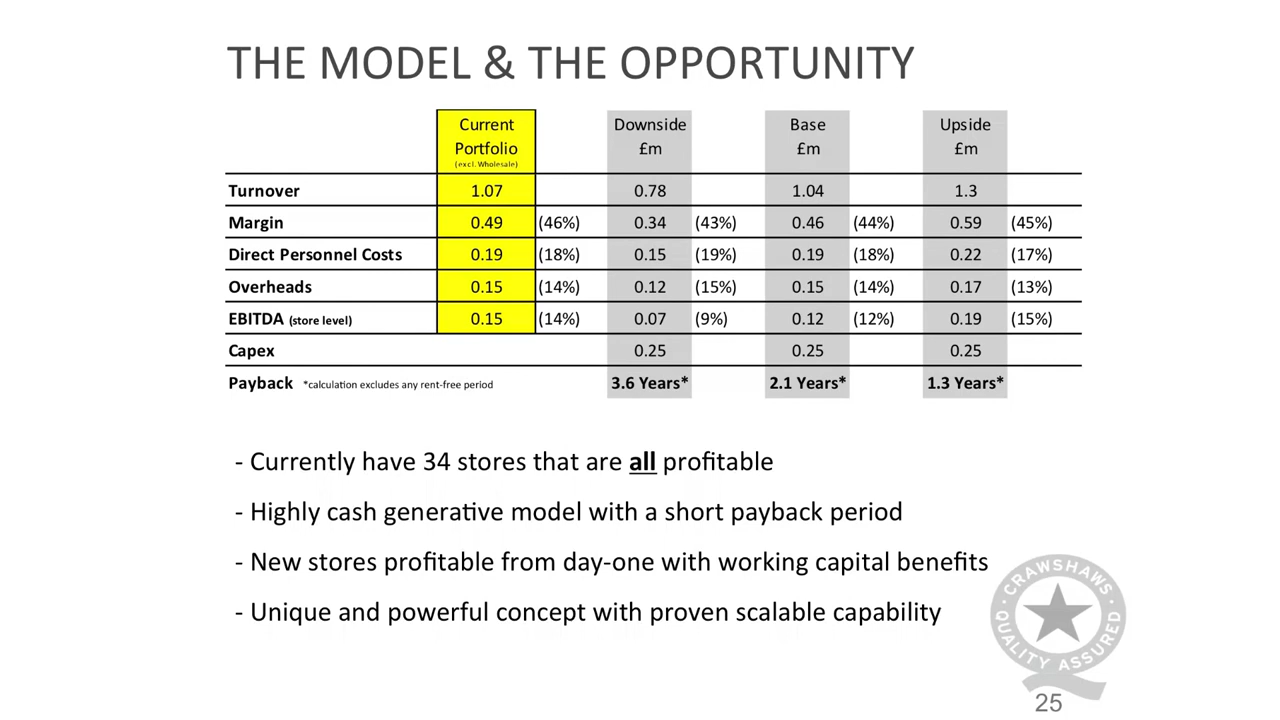 THE MODEL & THE OPPORTUNITY
Current Portfolio (excl. Wholesale) Downside £m Base £m Upside £m
Turnover 1.07 0.78 1.04 1.3
Margin 0.49 (46%) 0.34 (43%) 0.46 (44%) 0.59 (45%)
Direct Personnel Costs 0.19 (18%) 0.15 (19%) 0.19 (18%) 0.22 (17%)
Overheads 0.15 (14%) 0.12 (15%) 0.15 (14%) 0.17 (13%)
EBITDA (store level) 0.15 (14%) 0.07 (9%) 0.12 (12%) 0.19 (15%)
Capex 0.25 0.25 0.25
Payback *calculation excludes any rent-free period 3.6 Years* 2.1 Years* 1.3 Years*
- Currently have 34 stores that are all profitable
- Highly cash generative model with a short payback period
- New stores profitable from day-one with working capital benefits
- Unique and powerful concept with proven scalable capability
· CRAWSHAWS · QUALITY ASSURED
25